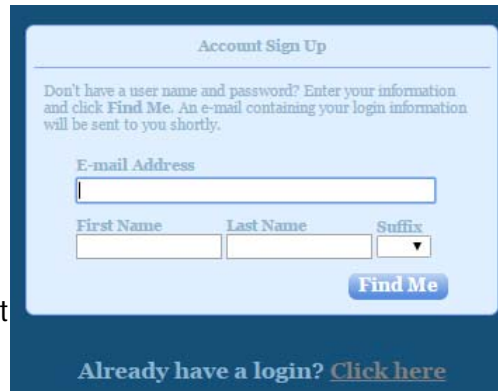 Account Sign Up
Don't have a user name and password? Enter your information
and click Find Me. An e-mail containing your login information
will be sent to you shortly.
E-mail Address
First Name Last Name Suffix
Find Me
t
Already have a login? Click here